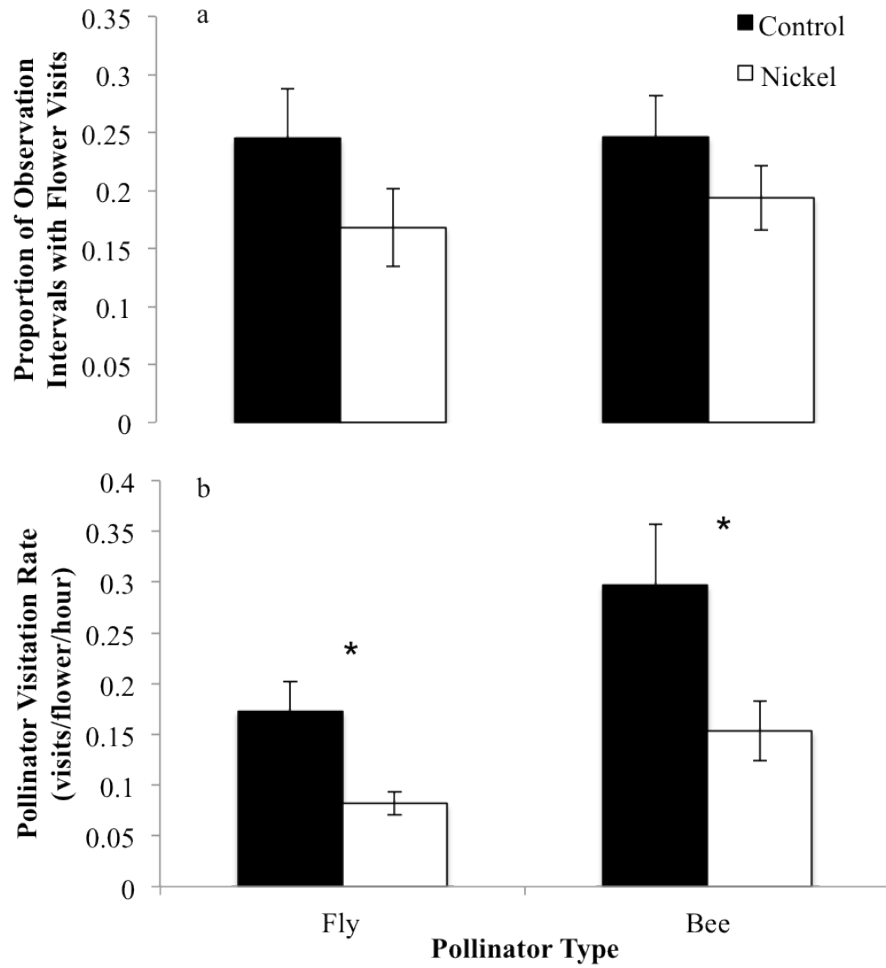 a
Control
Nickel
Proportion of Observation
Intervals with Flower Visits
0.35
0.3
0.25
0.2
0.15
0.1
0.05
0
b
Pollinator Visitation Rate
(visits/flower/hour)
0.4
0.35
0.3
0.25
0.2
0.15
0.1
0.05
0
*
*
Fly
Bee
Pollinator Type